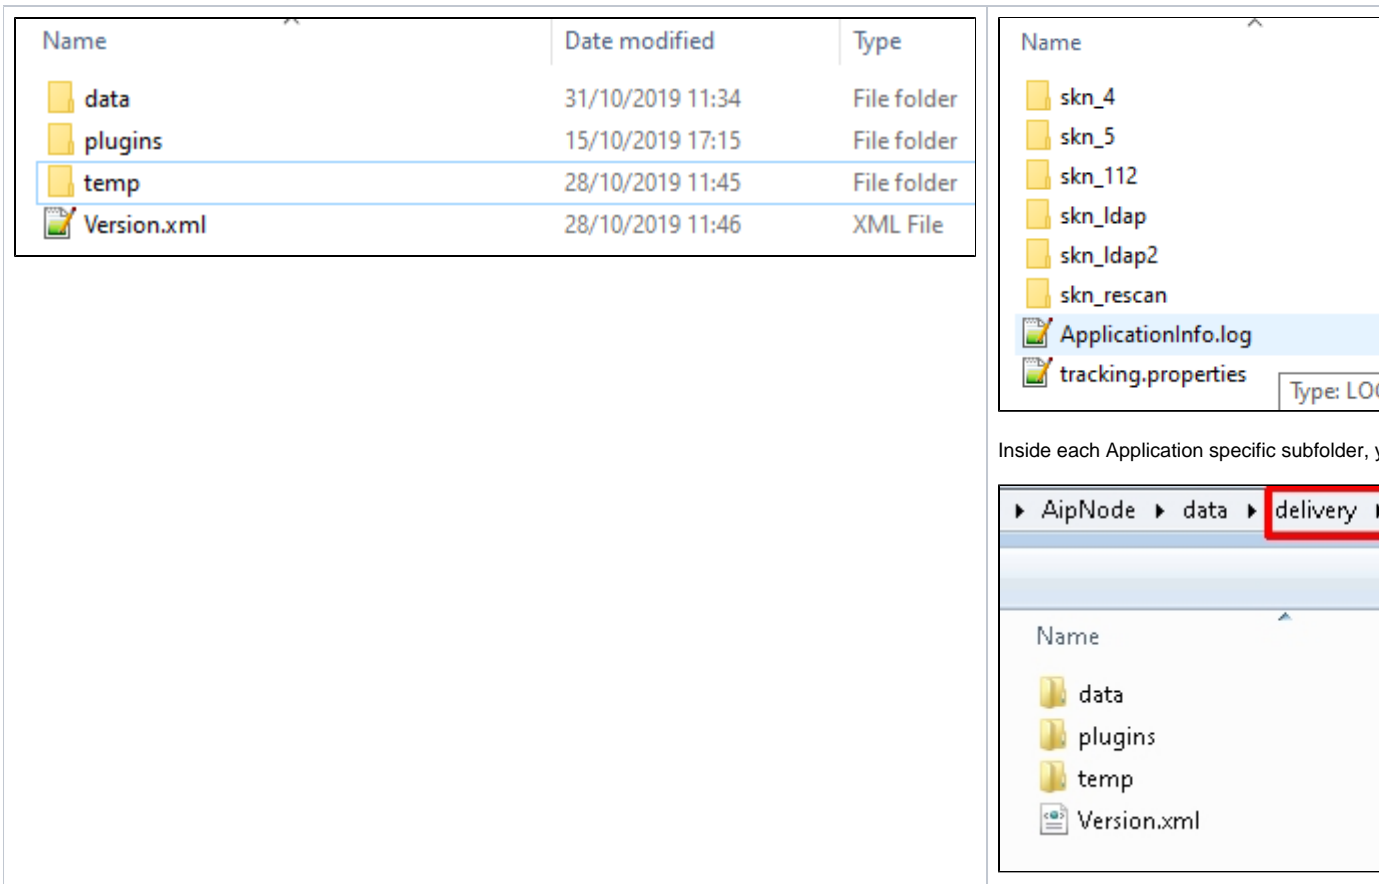 Name Date modified Type
data 31/10/2019 11:34 File folder
plugins 15/10/2019 17:15 File folder
temp 28/10/2019 11:45 File folder
Version.xml 28/10/2019 11:46 XML File
Name
skn_4
skn_5
skn_112
skn_ldap
skn_ldap2
skn_rescan
ApplicationInfo.log
tracking.properties
Type: LO
Inside each Application specific subfolder,
AipNode data delivery
Name
data
plugins
temp
Version.xml